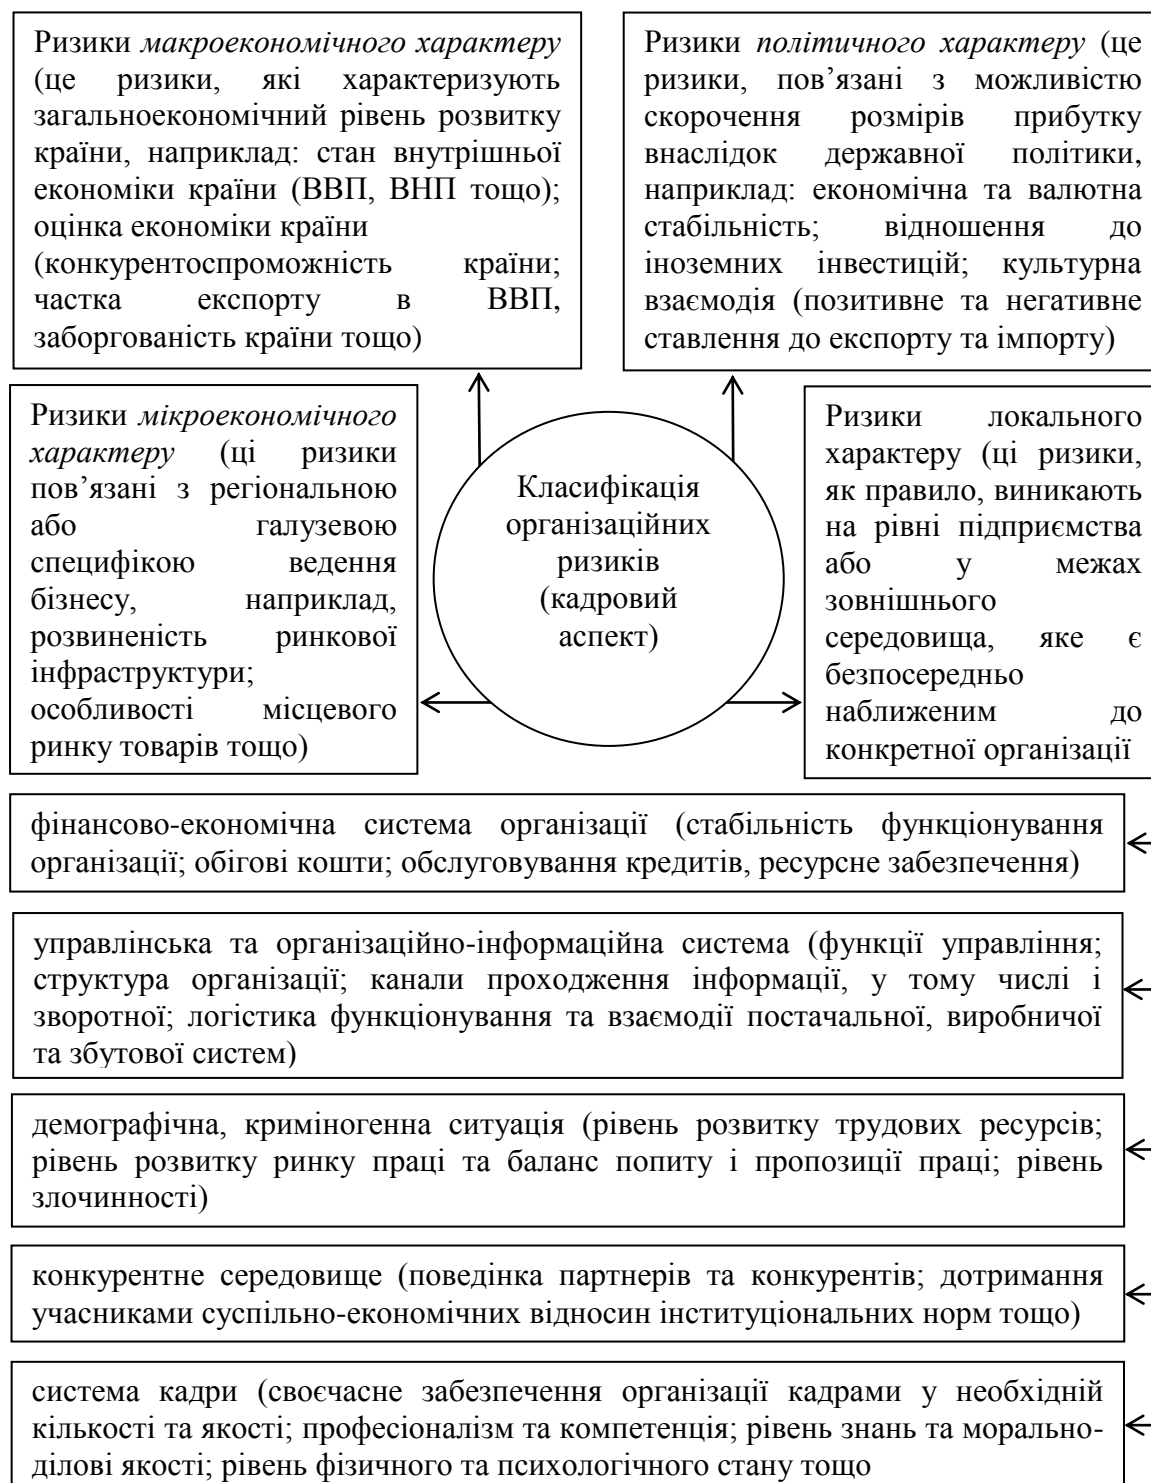 Ризики макроекономічного характеру
(це ризики, які характеризують
загальноекономічний рівень розвитку
країни, наприклад: стан внутрішньої
економіки країни (ВВП, ВНП тощо);
оцінка економіки країни
(конкурентоспроможність країни;
частка експорту в ВВП,
заборгованість країни тощо)
Ризики політичного характеру (це
ризики, пов’язані з можливістю
скорочення розмірів прибутку
внаслідок державної політики,
наприклад: економічна та валютна
стабільність; відношення до
іноземних інвестицій; культурна
взаємодія (позитивне та негативне
ставлення до експорту та імпорту)
Ризики мікроекономічного
характеру (ці ризики
пов’язані з регіональною
або галузевою
специфікою ведення
бізнесу, наприклад,
розвиненість ринкової
інфраструктури;
особливості місцевого
ринку товарів тощо)
Класифікація
організаційних
ризиків
(кадровий
аспект)
Ризики локального
характеру (ці ризики,
як правило, виникають
на рівні підприємства
або у межах
зовнішнього
середовища, яке є
безпосередньо
наближеним до
конкретної організації
фінансово-економічна система організації (стабільність функціонування
організації; обігові кошти; обслуговування кредитів, ресурсне забезпечення)
управлінська та організаційно-інформаційна система (функції управління;
структура організації; канали проходження інформації, у тому числі і
зворотної; логістика функціонування та взаємодії постачальної, виробничої
та збутової систем)
демографічна, криміногенна ситуація (рівень розвитку трудових ресурсів;
рівень розвитку ринку праці та баланс попиту і пропозиції праці; рівень
злочинності)
конкурентне середовище (поведінка партнерів та конкурентів; дотримання
учасниками суспільно-економічних відносин інституціональних норм тощо)
система кадри (своєчасне забезпечення організації кадрами у необхідній
кількості та якості; професіоналізм та компетенція; рівень знань та морально-
ділові якості; рівень фізичного та психологічного стану тощо